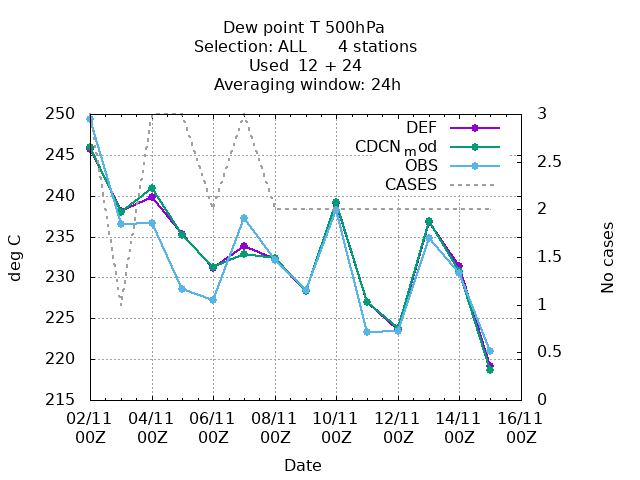 Dew point T 500hPa
Selection: ALL      4 stations
Used  12 + 24
Averaging window: 24h
250
245
240
235
230
225
220
215
deg C
3
2.5
2
1.5
1
0.5
0
No cases
DEF
CDCNmod
OBS
CASES
02/11 04/11 06/11 08/11 10/11 12/11 14/11 16/11
00Z 00Z 00Z 00Z 00Z 00Z 00Z 00Z
Date